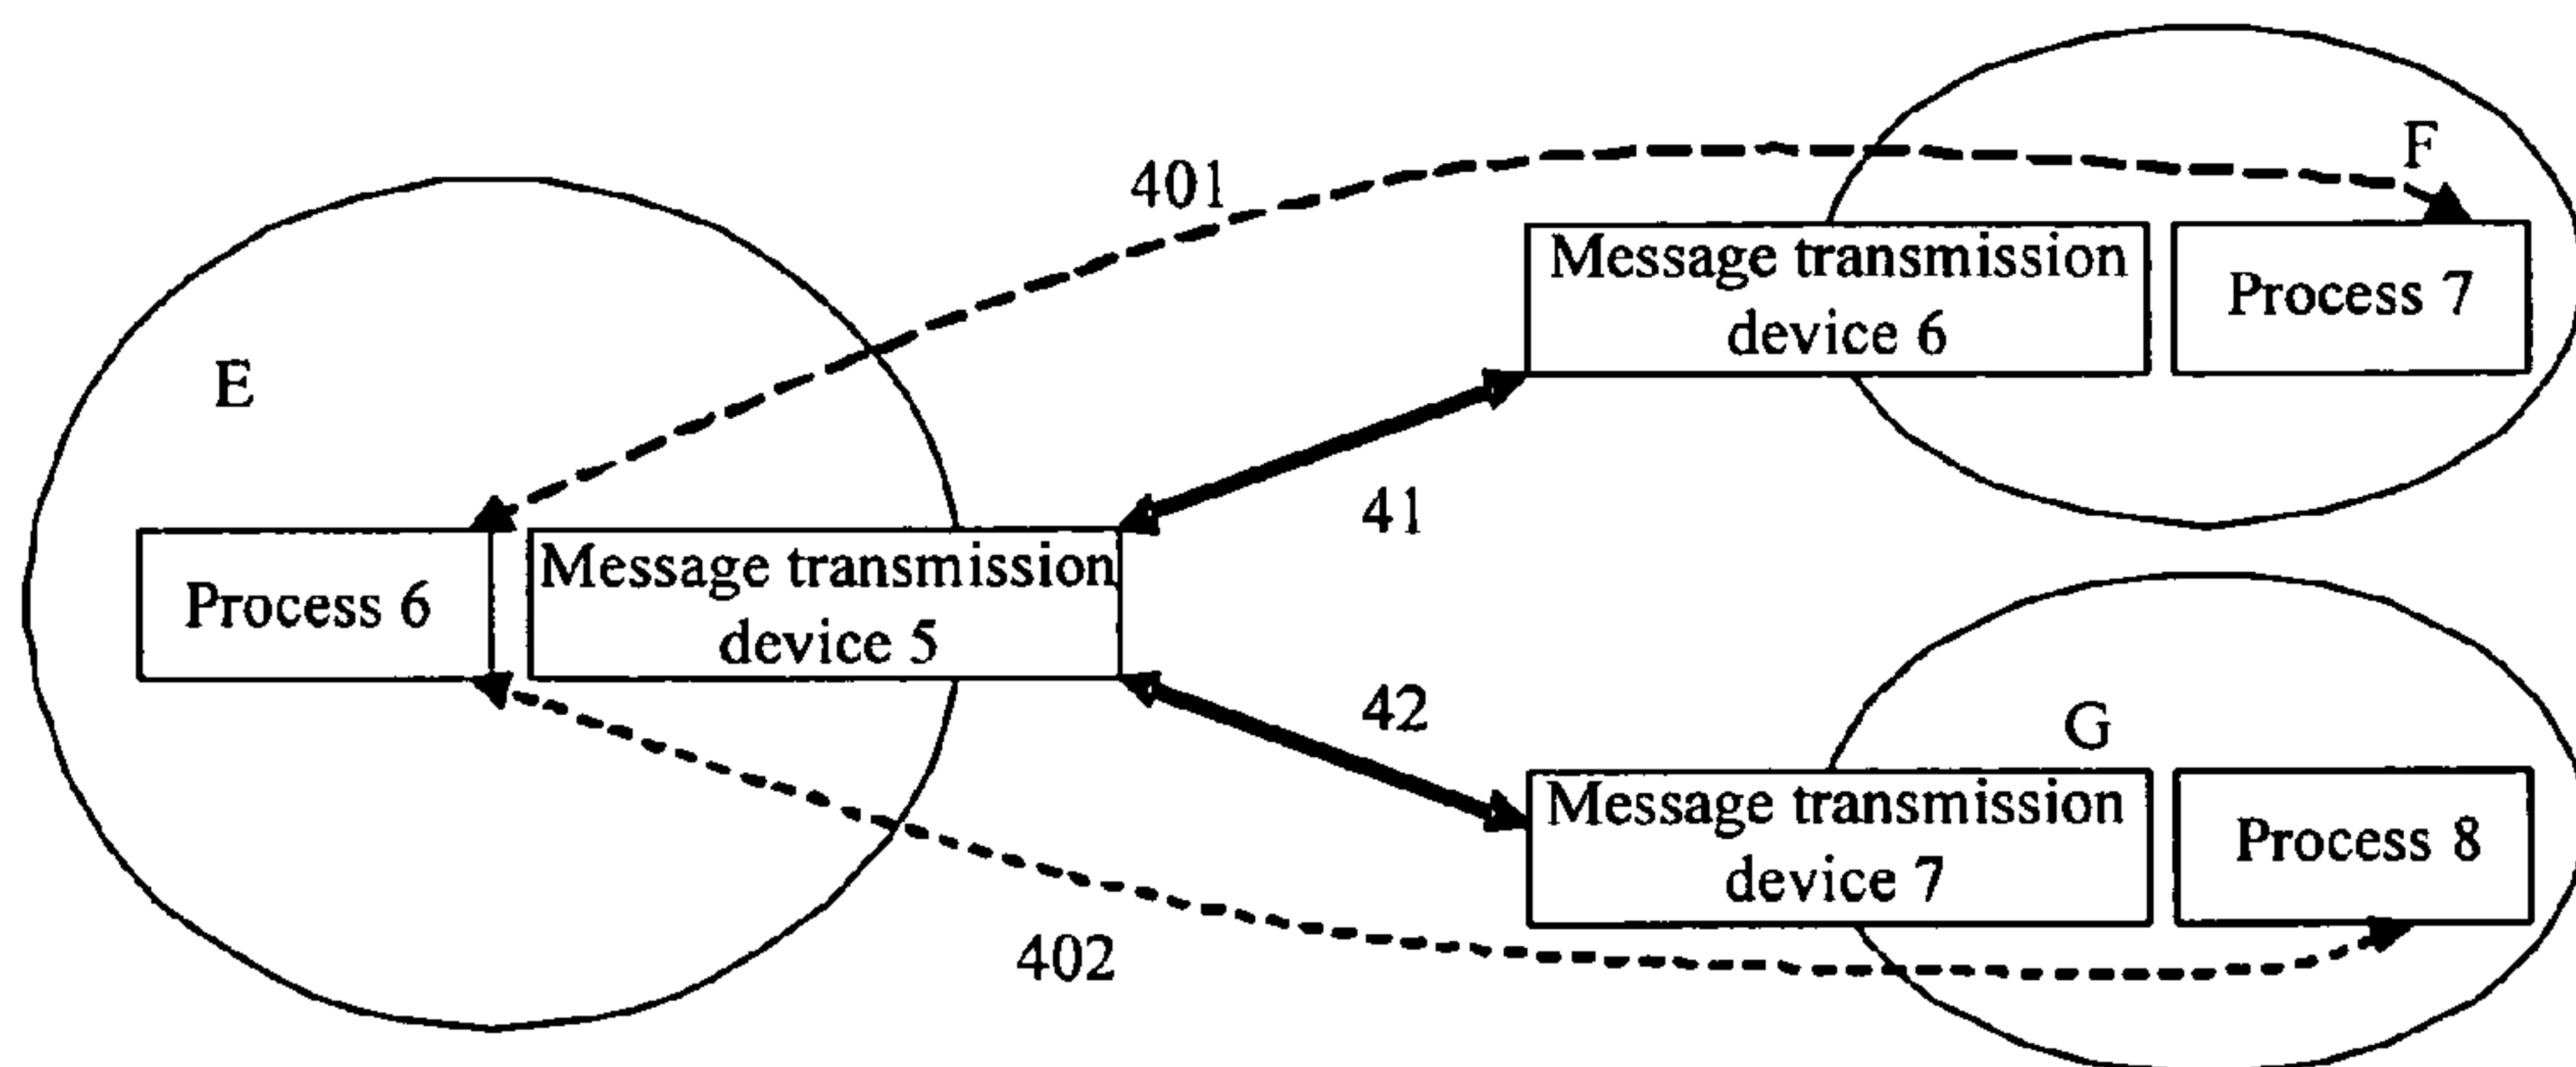 F
401
Message transmission
device 6
Process 7
E
41
Process 6
Message transmission
device 5
42
G
Message transmission
device 7
Process 8
402